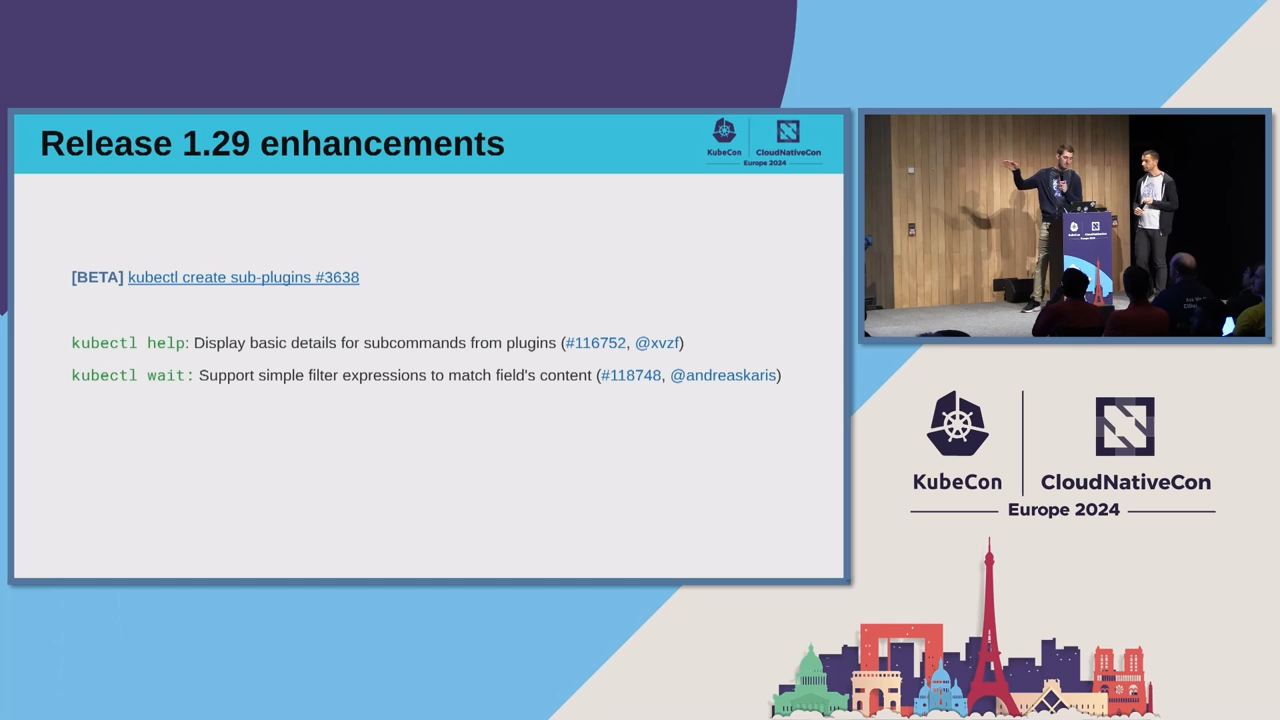 Release 1.29 enhancements
KubeCon
CloudNativeCon
Europe 2024
[BETA] kubectl create sub-plugins #3638
kubectl help: Display basic details for subcommands from plugins (#116752, @xvzf)
kubectl wait: Support simple filter expressions to match field's content (#118748, @andreaskaris)
KubeCon
CloudNativeCon
KubeCon
CloudNativeCon
Europe 2024